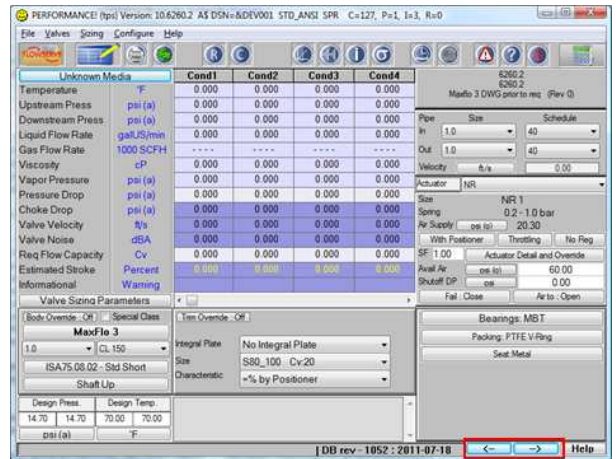 PERFORMANCE! (tps) Version: 10.6260.2 A$ DSN=&DEV001 STD_ANSI SPR C=127, P=1, I=3, R=0
File Valves Sizing Configure Help
FLOWSERVE
Unknown Media Cond1 Cond2 Cond3 Cond4
Temperature °F 0.000 0.000 0.000 0.000
Upstream Press psi (a) 0.000 0.000 0.000 0.000
Downstream Press psi (a) 0.000 0.000 0.000 0.000
Liquid Flow Rate galUS/min 0.000 0.000 0.000 0.000
Gas Flow Rate 1000 SCFH - - - - - - - - - - - - - - - -
Viscosity cP 0.000 0.000 0.000 0.000
Vapor Pressure psi (a) 0.000 0.000 0.000 0.000
Pressure Drop psi (a) 0.000 0.000 0.000 0.000
Choke Drop psi (a) 0.000 0.000 0.000 0.000
Valve Velocity ft/s 0.000 0.000 0.000 0.000
Valve Noise dBA 0.000 0.000 0.000 0.000
Req Flow Capacity Cv 0.000 0.000 0.000 0.000
Estimated Stroke Percent 0.000 0.000 0.000 0.000
Informational Warning
Valve Sizing Parameters
6260.2
6260.2
Maxflo 3 DWG prior to req (Rev 0)
Pipe Size Schedule
In 1.0 40
Out 1.0 40
Velocity ft/s 0.00
Actuator NR
Size NR 1
Spring 0.2 - 1.0 bar
Air Supply psi (g) 20.30
With Positioner Throttling No Reg
SF 1.00 Actuator Detail and Override
Avail Air psi (g) 60.00
Shutoff DP psi 0.00
Fail : Close Air to : Open
Body Override : Off Special Class
MaxFlo 3
1.0 CL 150
ISA75.08.02 - Std Short
Shaft Up
Trim Override : Off
Integral Plate No Integral Plate
Size S80_100 Cv:20
Characteristic =% by Positioner
Bearings: MBT
Packing: PTFE V-Ring
Seat:Metal
Design Press. Design Temp.
14.70 14.70 70.00 70.00
psi (a) °F
| DB rev - 1052 : 2011-07-18 <-- --> Help